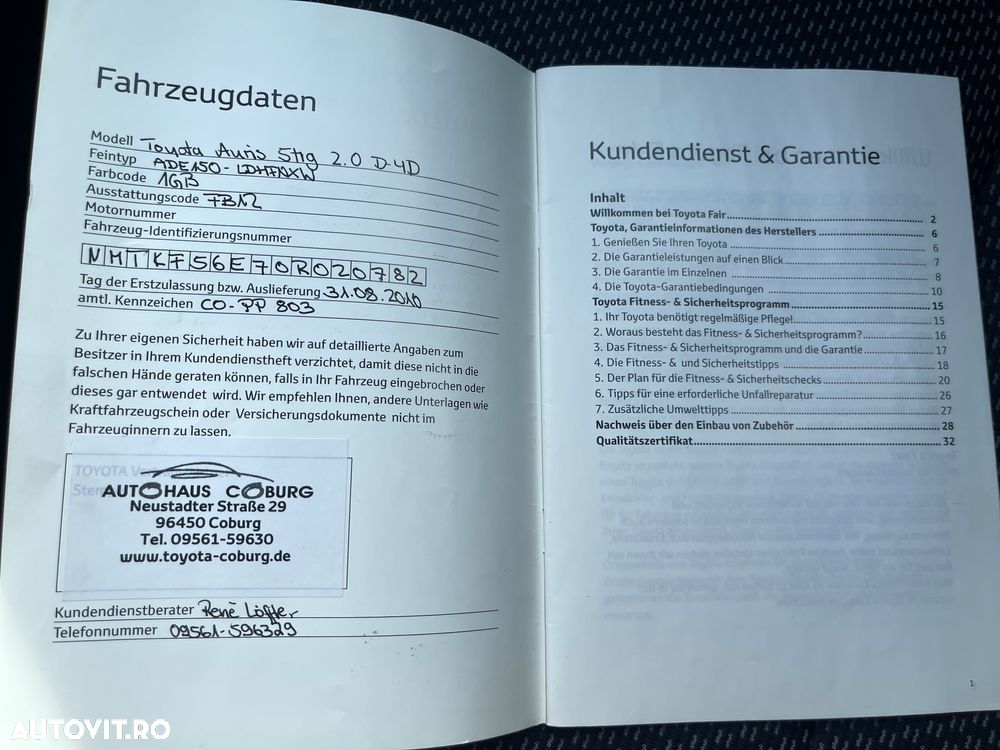 Fahrzeugdaten
Modell Toyota Auris 5trg 2.0 D-4D
Feintyp ADE150-LDHFNXW
Farbcode 1GB
Ausstattungscode FB12
Motornummer
Fahrzeug-Identifizierungsnummer
NMTKF56E70R020782
Tag der Erstzulassung bzw. Auslieferung 31.08.2010
amtl. Kennzeichen CO-PP 803
Zu Ihrer eigenen Sicherheit haben wir auf detaillierte Angaben zum
Besitzer in Ihrem Kundendienstheft verzichtet, damit diese nicht in die
falschen Hände geraten können, falls in Ihr Fahrzeug eingebrochen oder
dieses gar entwendet wird. Wir empfehlen Ihnen, andere Unterlagen wie
Kraftfahrzeugschein oder Versicherungsdokumente nicht im
Fahrzeuginnern zu lassen.
TOYOTA
AUTOHAUS COBURG
Neustadter Straße 29
96450 Coburg
Tel. 09561-59630
www.toyota-coburg.de
Kundendienstberater René Löffler
Telefonnummer 09561-596329
Kundendienst & Garantie
Inhalt
Willkommen bei Toyota Fair 2
Toyota, Garantieinformationen des Herstellers 6
1. Genießen Sie Ihren Toyota 6
2. Die Garantieleistungen auf einen Blick 7
3. Die Garantie im Einzelnen 8
4. Die Toyota-Garantiebedingungen 10
Toyota Fitness- & Sicherheitsprogramm 15
1. Ihr Toyota benötigt regelmäßige Pflege! 15
2. Woraus besteht das Fitness- & Sicherheitsprogramm? 16
3. Das Fitness- & Sicherheitsprogramm und die Garantie 17
4. Die Fitness- & und Sicherheitstipps 18
5. Der Plan für die Fitness- & Sicherheitschecks 20
6. Tipps für eine erforderliche Unfallreparatur 26
7. Zusätzliche Umwelttipps 27
Nachweis über den Einbau von Zubehör 28
Qualitätszertifikat 32
1
AUTOVIT.RO